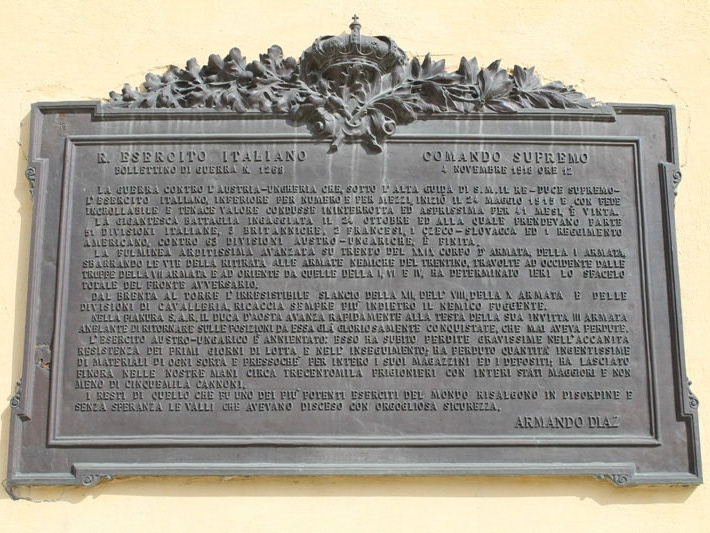 R. ESERCITO ITALIANO COMANDO SUPREMO
BOLLETTINO DI GUERRA N. 1268 4 NOVEMBRE 1918 ORE 12
LA GUERRA CONTRO L'AUSTRIA-UNGHERIA CHE, SOTTO L'ALTA GUIDA DI S.M. IL RE-DUCE SUPREMO-
L'ESERCITO ITALIANO, INFERIORE PER NUMERO E PER MEZZI, INIZIÒ IL 24 MAGGIO 1915 E CON FEDE
INCROLLABILE E TENACE VALORE CONDUSSE ININTERROTTA ED ASPRISSIMA PER 41 MESI, È VINTA.
LA GIGANTESCA BATTAGLIA INGAGGIATA IL 24 OTTOBRE ED ALLA QUALE PRENDEVANO PARTE
51 DIVISIONI ITALIANE, 3 BRITANNICHE, 2 FRANCESI, 1 CZECO-SLOVACCA ED 1 REGGIMENTO
AMERICANO, CONTRO 63 DIVISIONI AUSTRO-UNGARICHE, È FINITA.
LA FULMINEA ARDITISSIMA AVANZATA SU TRENTO DEL XXIX CORPO D'ARMATA, DELLA I ARMATA,
SBARRANDO LE VIE DELLA RITIRATA ALLE ARMATE NEMICHE DEL TRENTINO, TRAVOLTE AD OCCIDENTE DALLE
TRUPPE DELLA VII ARMATA E AD ORIENTE DA QUELLE DELLA I, VI E IV, HA DETERMINATO IERI LO SFACELO
TOTALE DEL FRONTE AVVERSARIO.
DAL BRENTA AL TORRE L'IRRESISTIBILE SLANCIO DELLA XII, DELL'VIII, DELLA X ARMATA E DELLE
DIVISIONI DI CAVALLERIA, RICACCIA SEMPRE PIÙ INDIETRO IL NEMICO FUGGENTE.
NELLA PIANURA S.A.R. IL DUCA D'AOSTA AVANZA RAPIDAMENTE ALLA TESTA DELLA SUA INVITTA III ARMATA
ANELANTE DI RITORNARE SULLE POSIZIONI DA ESSA GIÀ GLORIOSAMENTE CONQUISTATE, CHE MAI AVEVA PERDUTE.
L'ESERCITO AUSTRO-UNGARICO È ANNIENTATO: ESSO HA SUBITO PERDITE GRAVISSIME NELL'ACCANITA
RESISTENZA DEI PRIMI GIORNI DI LOTTA E NELL'INSEGUIMENTO; HA PERDUTO QUANTITA' INGENTISSIME
DI MATERIALI DI OGNI SORTA E PRESSOCHÉ PER INTERO I SUOI MAGAZZINI ED I DEPOSITI; HA LASCIATO
FINORA NELLE NOSTRE MANI CIRCA TRECENTOMILA PRIGIONIERI CON INTERI STATI MAGGIORI E NON
MENO DI CINQUEMILA CANNONI.
I RESTI DI QUELLO CHE FU UNO DEI PIU' POTENTI ESERCITI DEL MONDO RISALGONO IN DISORDINE E
SENZA SPERANZA LE VALLI CHE AVEVANO DISCESO CON ORGOGLIOSA SICUREZZA.
ARMANDO DIAZ